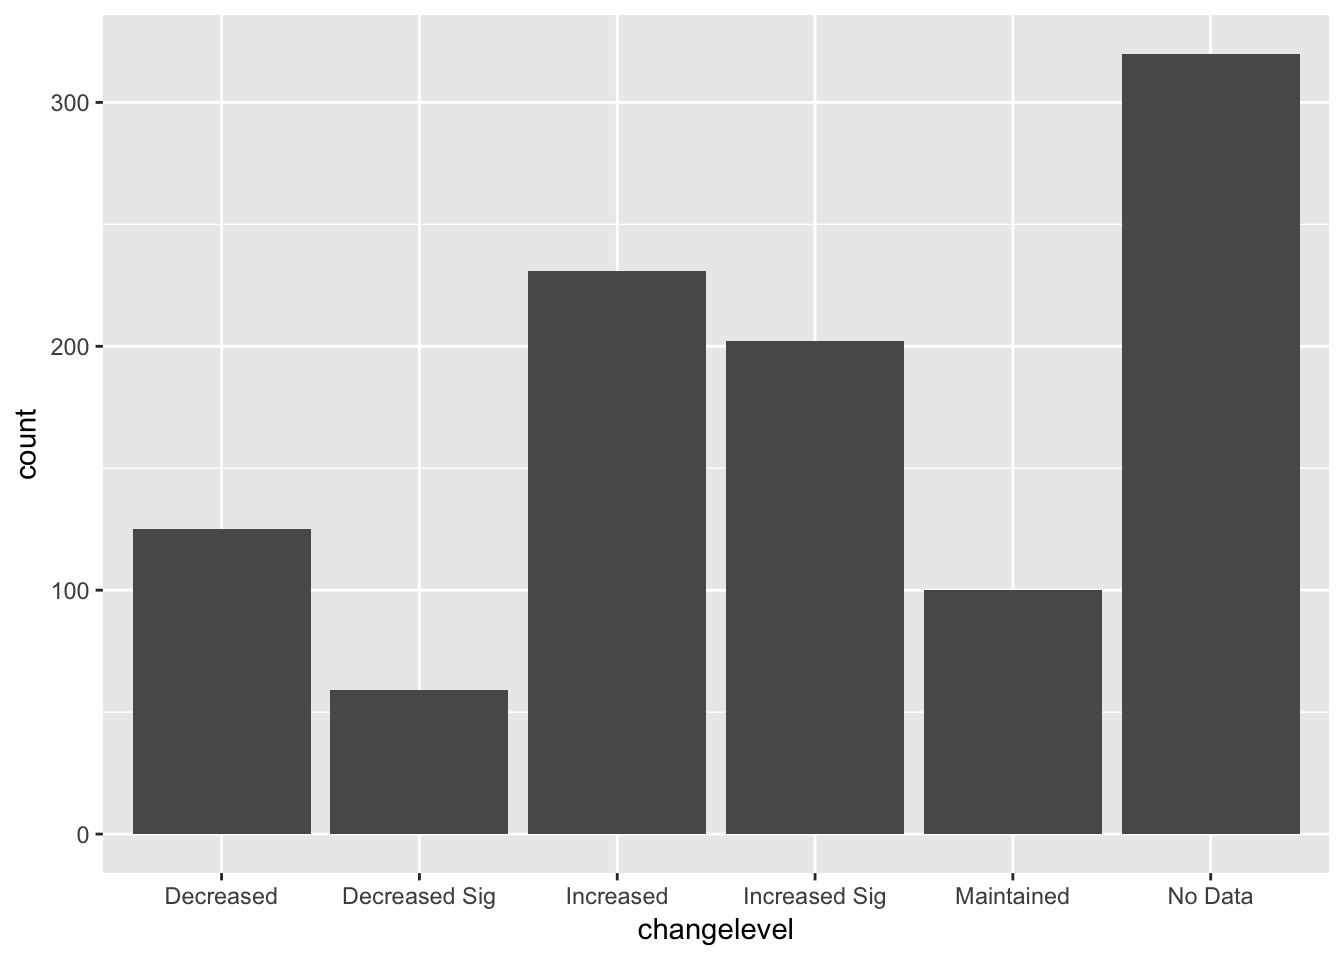 300
200
100
0
count
Decreased Decreased Sig Increased Increased Sig Maintained No Data
changelevel